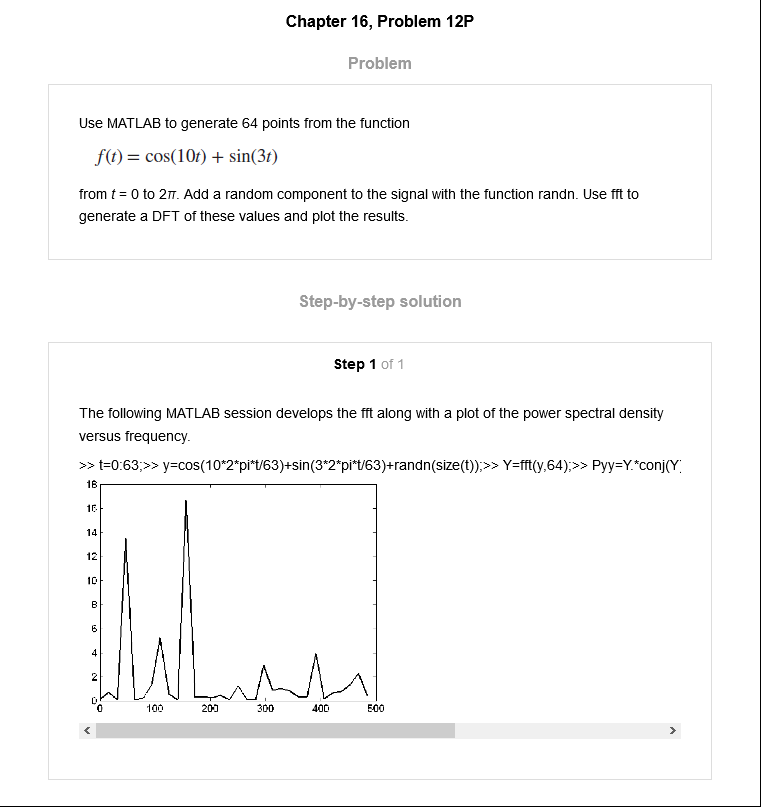 Chapter 16, Problem 12P
Problem
Use MATLAB to generate 64 points from the function
f(t) = cos(10t) + sin(3t)
from t = 0 to 2π. Add a random component to the signal with the function randn. Use fft to
generate a DFT of these values and plot the results.
Step-by-step solution
Step 1 of 1
The following MATLAB session develops the fft along with a plot of the power spectral density
versus frequency.
>> t=0:63;>> y=cos(10*2*pi*t/63)+sin(3*2*pi*t/63)+randn(size(t));>> Y=fft(y,64);>> Pyy=Y.*conj(Y
18
16
14
12
10
8
6
4
2
0
0 100 200 300 400 500